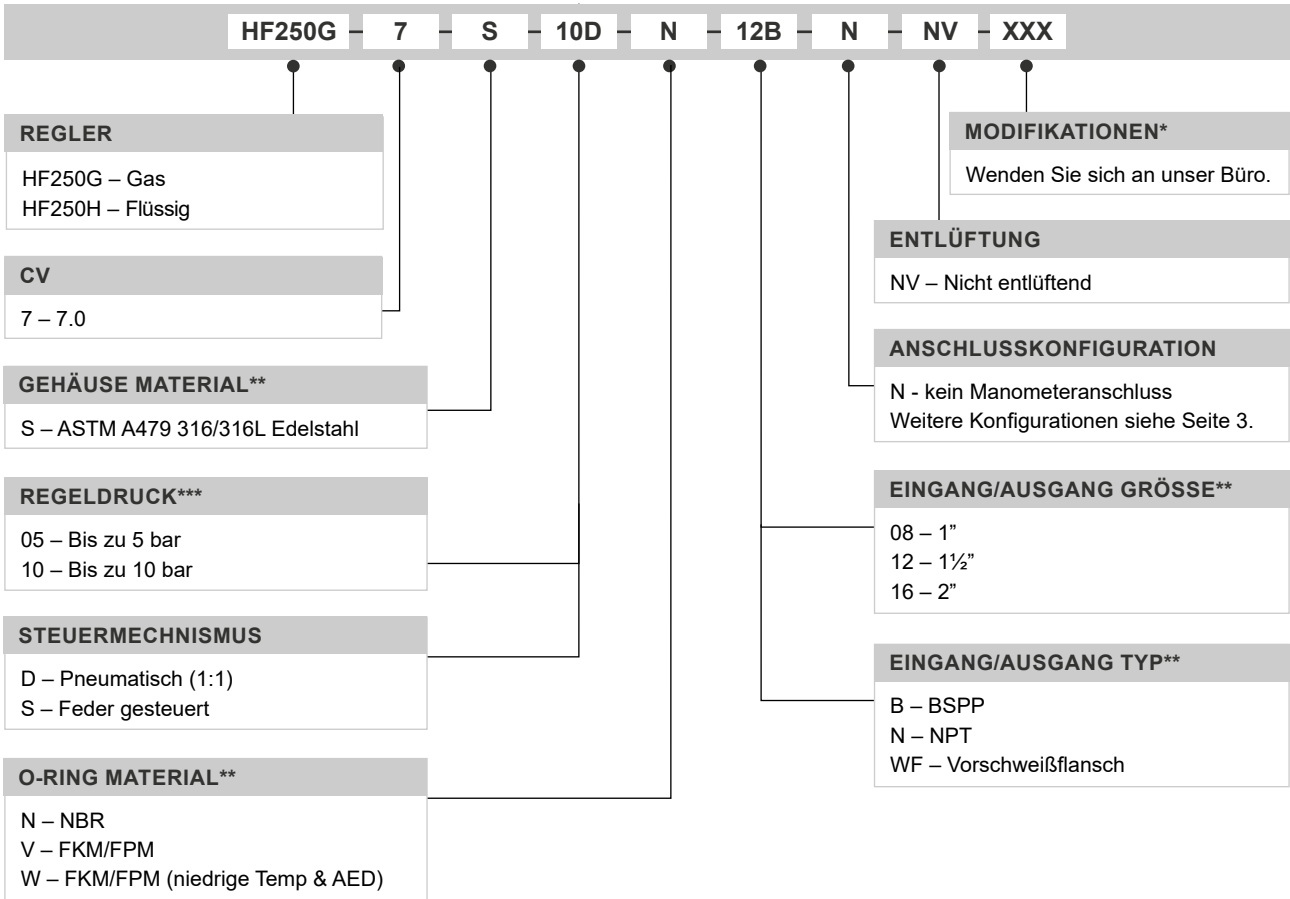 HF250G – 7 – S – 10D – N – 12B – N – NV – XXX
REGLER
HF250G – Gas
HF250H – Flüssig
CV
7 – 7.0
GEHÄUSE MATERIAL**
S – ASTM A479 316/316L Edelstahl
REGELDRUCK***
05 – Bis zu 5 bar
10 – Bis zu 10 bar
STEUERMECHNISMUS
D – Pneumatisch (1:1)
S – Feder gesteuert
O-RING MATERIAL**
N – NBR
V – FKM/FPM
W – FKM/FPM (niedrige Temp & AED)
MODIFIKATIONEN*
Wenden Sie sich an unser Büro.
ENTLÜFTUNG
NV – Nicht entlüftend
ANSCHLUSSKONFIGURATION
N - kein Manometeranschluss
Weitere Konfigurationen siehe Seite 3.
EINGANG/AUSGANG GRÖSSE**
08 – 1”
12 – 1½”
16 – 2”
EINGANG/AUSGANG TYP**
B – BSPP
N – NPT
WF – Vorschweißflansch